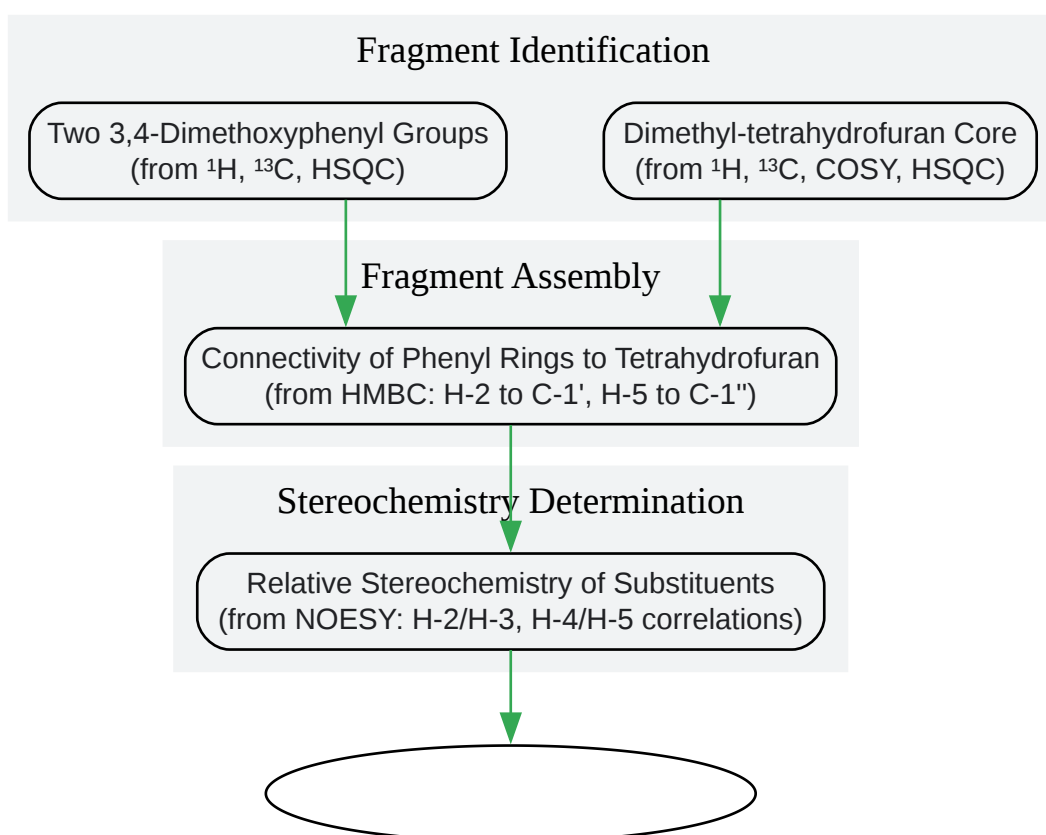 Fragment Identification
Two 3,4-Dimethoxyphenyl Groups
(from ¹H, ¹³C, HSQC)
Dimethyl-tetrahydrofuran Core
(from ¹H, ¹³C, COSY, HSQC)
Fragment Assembly
Connectivity of Phenyl Rings to Tetrahydrofuran
(from HMBC: H-2 to C-1', H-5 to C-1'')
Stereochemistry Determination
Relative Stereochemistry of Substituents
(from NOESY: H-2/H-3, H-4/H-5 correlations)